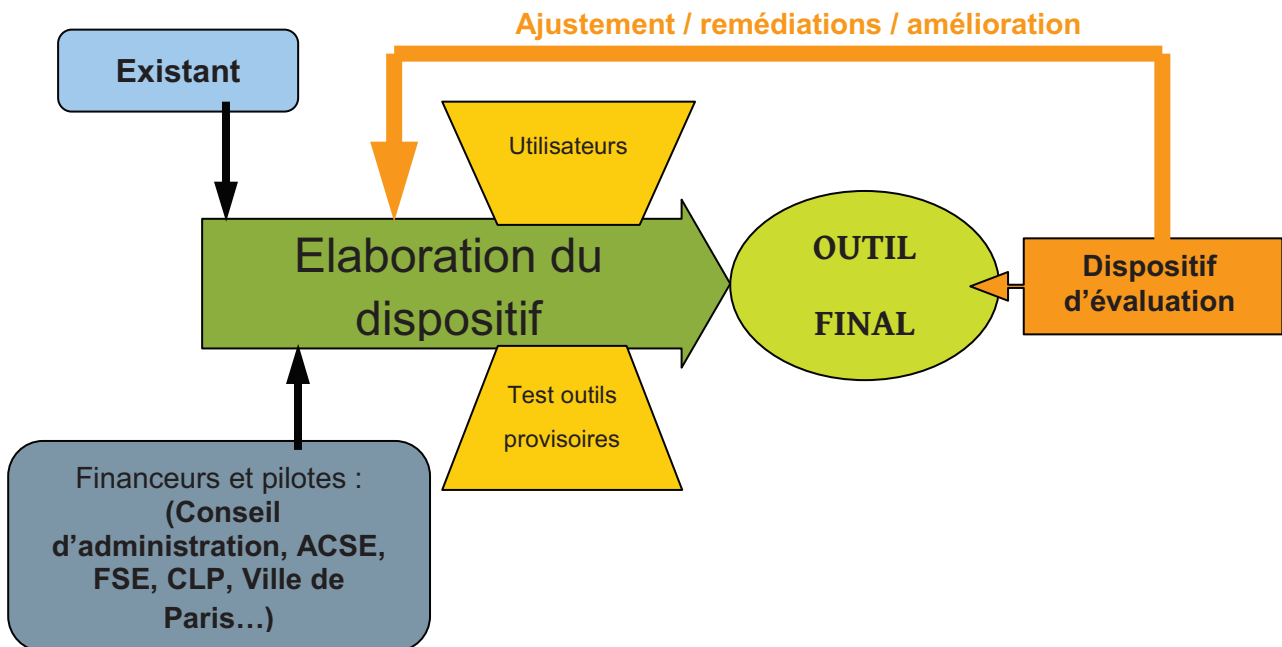 Ajustement / remédiations / amélioration
Existant
Utilisateurs
Elaboration du
dispositif
OUTIL
FINAL
Dispositif
d’évaluation
Test outils
provisoires
Financeurs et pilotes :
(Conseil
d’administration, ACSE,
FSE, CLP, Ville de
Paris…)